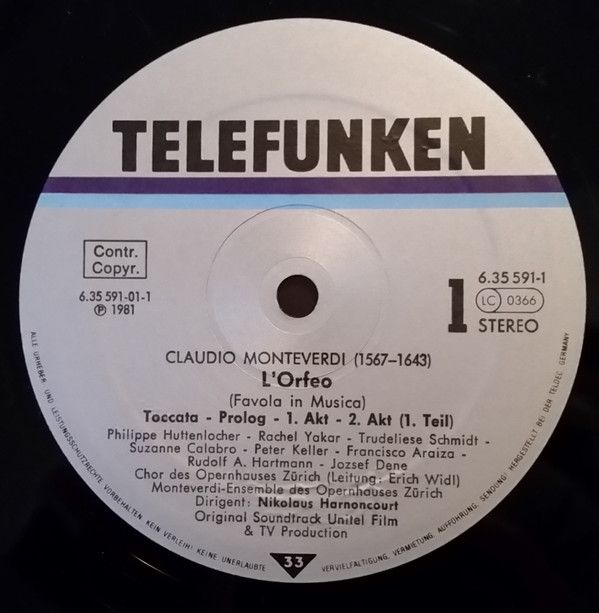 TELEFUNKEN
Contr.
Copyr.
6.35 591-01-1
℗ 1981
1
6.35 591-1
LC 0366
STEREO
CLAUDIO MONTEVERDI (1567–1643)
L'Orfeo
(Favola in Musica)
Toccata - Prolog - 1. Akt - 2. Akt (1. Teil)
Philippe Huttenlocher - Rachel Yakar - Trudeliese Schmidt -
Suzanne Calabro - Peter Keller - Francisco Araiza -
Rudolf A. Hartmann - Jozsef Dene
Chor des Opernhauses Zürich (Leitung: Erich Widl)
Monteverdi-Ensemble des Opernhauses Zürich
Dirigent: Nikolaus Harnoncourt
Original Soundtrack Unitel Film
& TV Production
33
ALLE URHEBER- UND LEISTUNGSSCHUTZRECHTE VORBEHALTEN. KEIN VERLEIH! KEINE UNERLAUBTE VERVIELFÄLTIGUNG, VERMIETUNG, AUFFÜHRUNG, SENDUNG! HERGESTELLT BEI DER TELDEC GERMANY